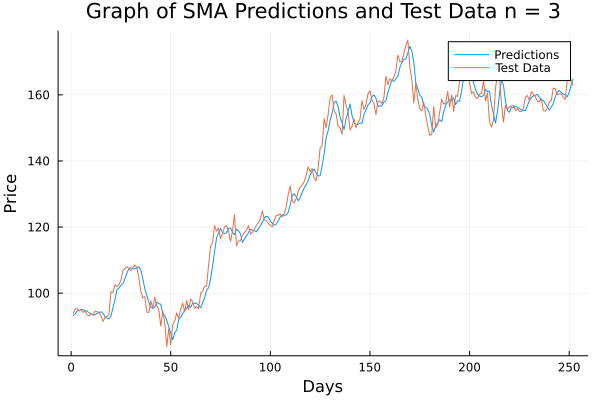 Graph of SMA Predictions and Test Data n = 3
Predictions
Test Data
Price
160
140
120
100
0 50 100 150 200 250
Days